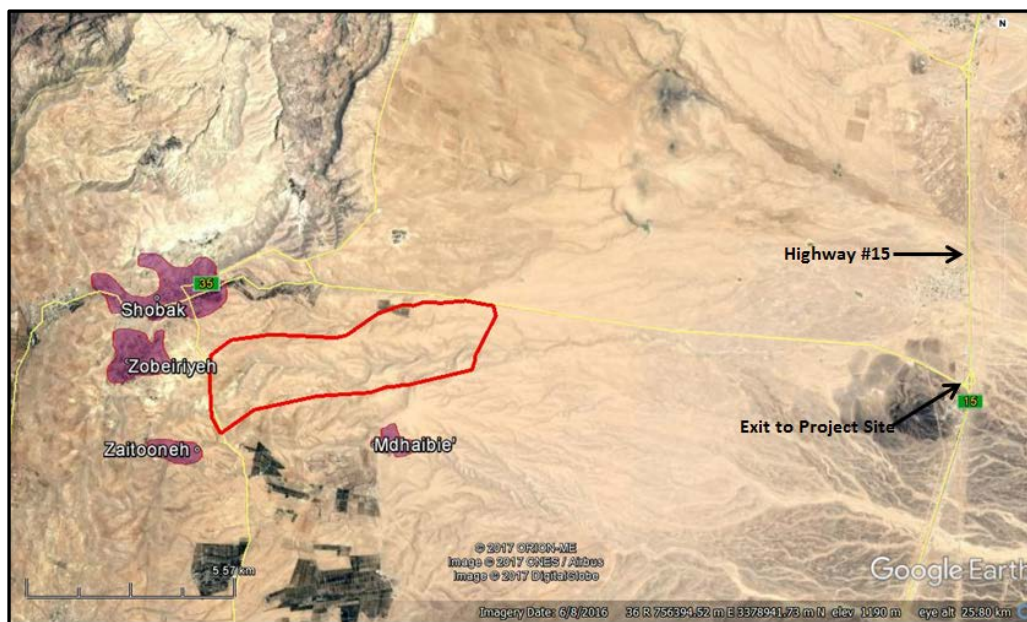 N
Highway #15
35
Shobak
Zobeiriyeh
15
Exit to Project Site
Zaitooneh
Mdhaibie'
© 2017 ORION-ME
Image © 2017 CNES / Airbus
Image © 2017 DigitalGlobe
5.57 km
Google Earth
Imagery Date: 6/8/2016 36 R 756394.52 m E 3378941.73 m N elev 1190 m eye alt 25.80 km